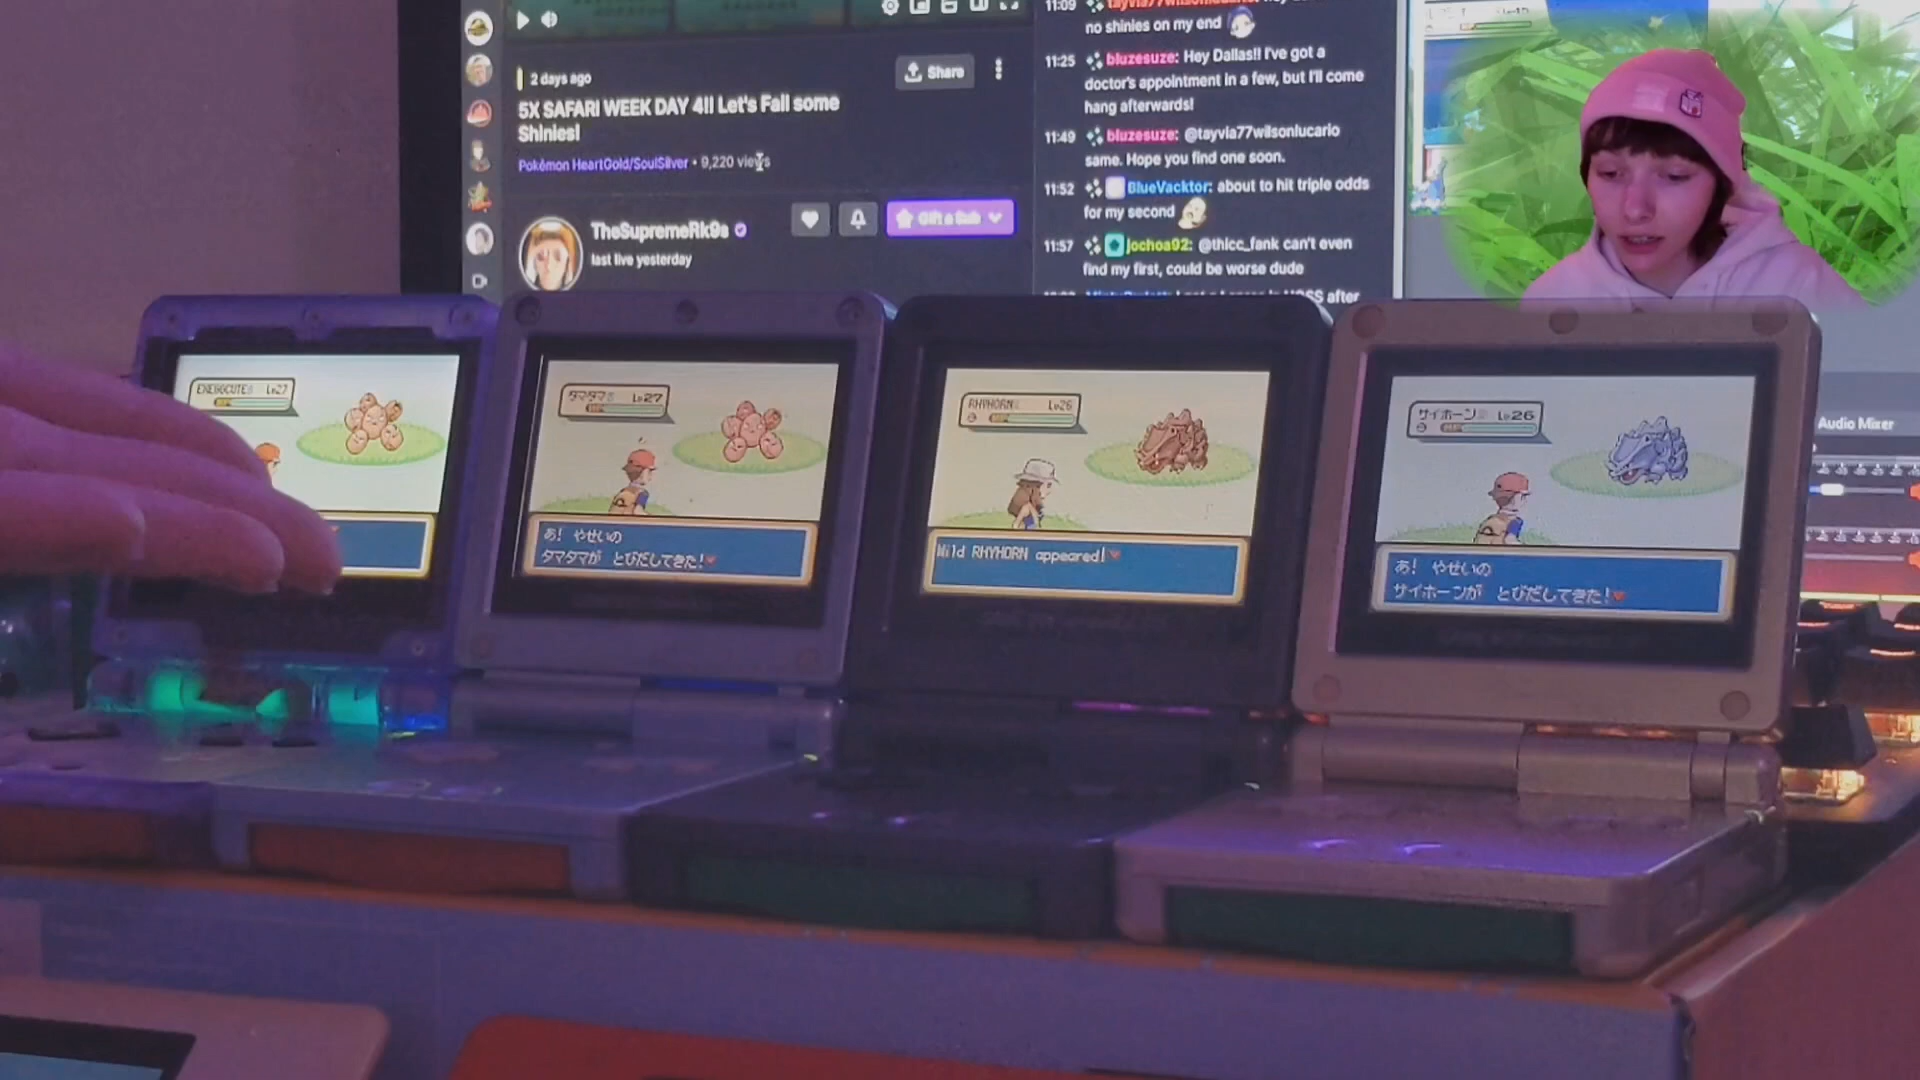 2 days ago
Share
5X SAFARI WEEK DAY 4!! Let's Fail some
Shinies!
Pokémon HeartGold/SoulSilver • 9,220 views
TheSupremeRk9s
last live yesterday
Gift a Sub
11:09
no shinies on my end
11:25 bluzesuze: Hey Dallas!! I've got a
doctor's appointment in a few, but I'll come
hang afterwards!
11:49 bluzesuze: @tayvia77wilsonlucario
same. Hope you find one soon.
11:52 BlueVacktor: about to hit triple odds
for my second
11:57 jochoa92: @thicc_fank can't even
find my first, could be worse dude
after
Audio Mixer
EXEGGCUTE Lv27
タマタマ Lv27
あ! やせいの
タマタマが とびだしてきた!
RHYHORN Lv26
Wild RHYHORN appeared!
サイホーン Lv26
あ! やせいの
サイホーンが とびだしてきた!